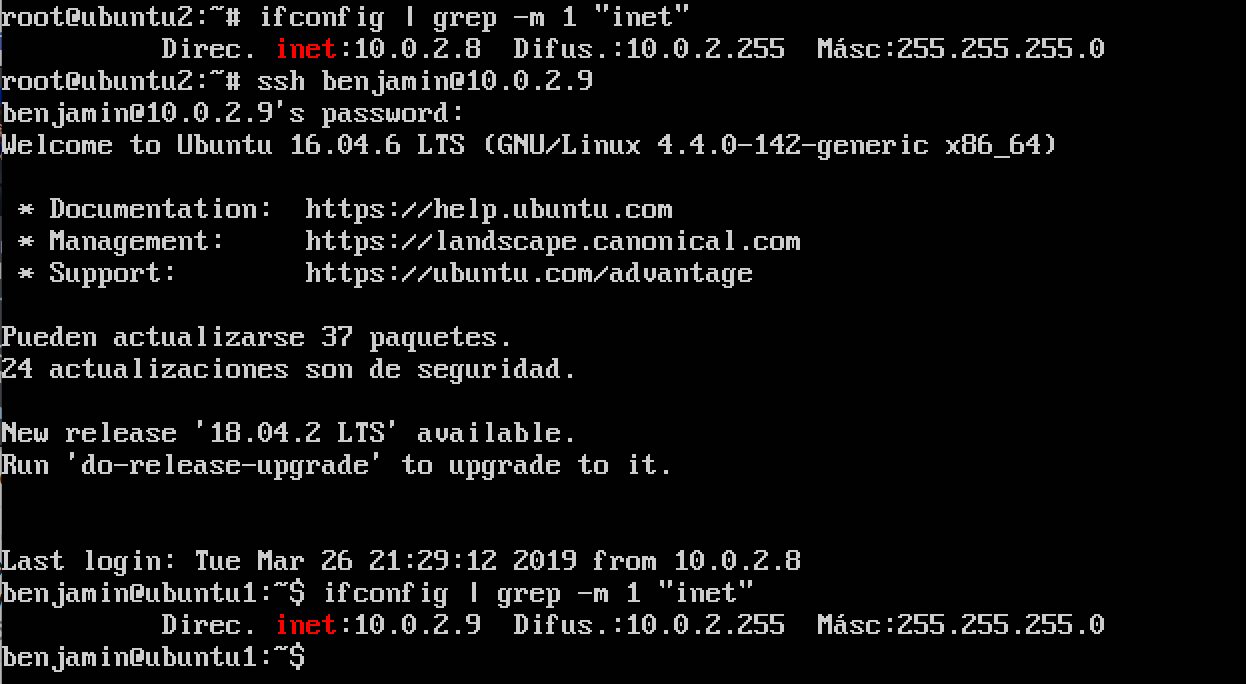 root@ubuntu2:~# ifconfig | grep -m 1 "inet"
          Direc. inet:10.0.2.8  Difus.:10.0.2.255  Másc:255.255.255.0
root@ubuntu2:~# ssh benjamin@10.0.2.9
benjamin@10.0.2.9's password:
Welcome to Ubuntu 16.04.6 LTS (GNU/Linux 4.4.0-142-generic x86_64)

 * Documentation:  https://help.ubuntu.com
 * Management:     https://landscape.canonical.com
 * Support:        https://ubuntu.com/advantage

Pueden actualizarse 37 paquetes.
24 actualizaciones son de seguridad.

New release '18.04.2 LTS' available.
Run 'do-release-upgrade' to upgrade to it.


Last login: Tue Mar 26 21:29:12 2019 from 10.0.2.8
benjamin@ubuntu1:~$ ifconfig | grep -m 1 "inet"
          Direc. inet:10.0.2.9  Difus.:10.0.2.255  Másc:255.255.255.0
benjamin@ubuntu1:~$